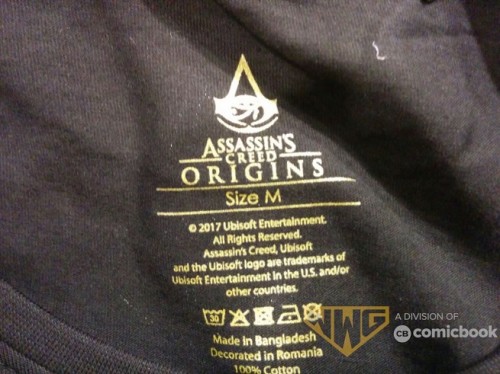 ASSASSIN'S
CREED
ORIGINS
Size M
© 2017 Ubisoft Entertainment.
All Rights Reserved.
Assassin's Creed, Ubisoft
and the Ubisoft logo are trademarks of
Ubisoft Entertainment in the U.S. and/or
other countries.
30
Made in Bangladesh
Decorated in Romania
100% Cotton
WG A DIVISION OF
CB comicbook